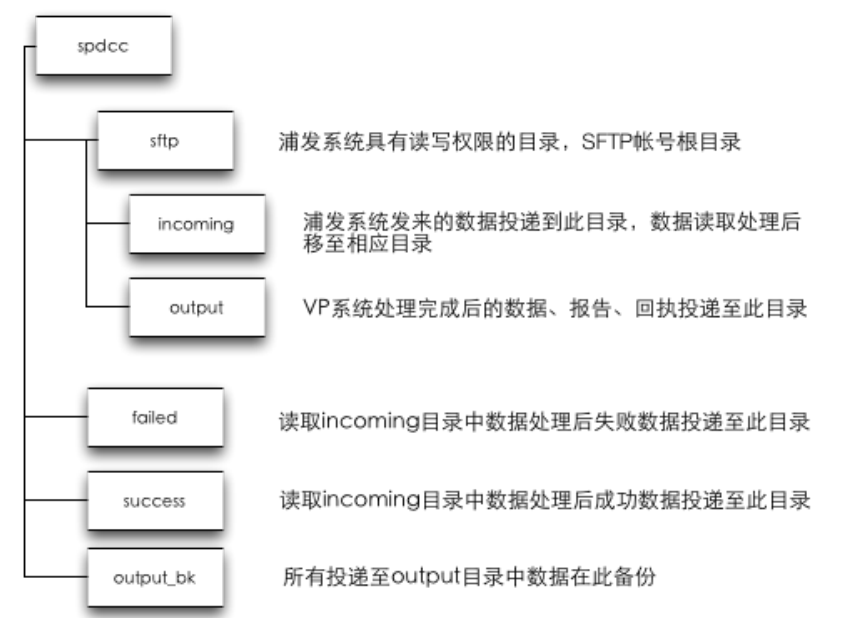 spdcc
sftp
浦发系统具有读写权限的目录，SFTP帐号根目录
incoming
浦发系统发来的数据投递到此目录，数据读取处理后
移至相应目录
output
VP系统处理完成后的数据、报告、回执投递至此目录
failed
读取incoming目录中数据处理后失败数据投递至此目录
success
读取incoming目录中数据处理后成功数据投递至此目录
output_bk
所有投递至output目录中数据在此备份